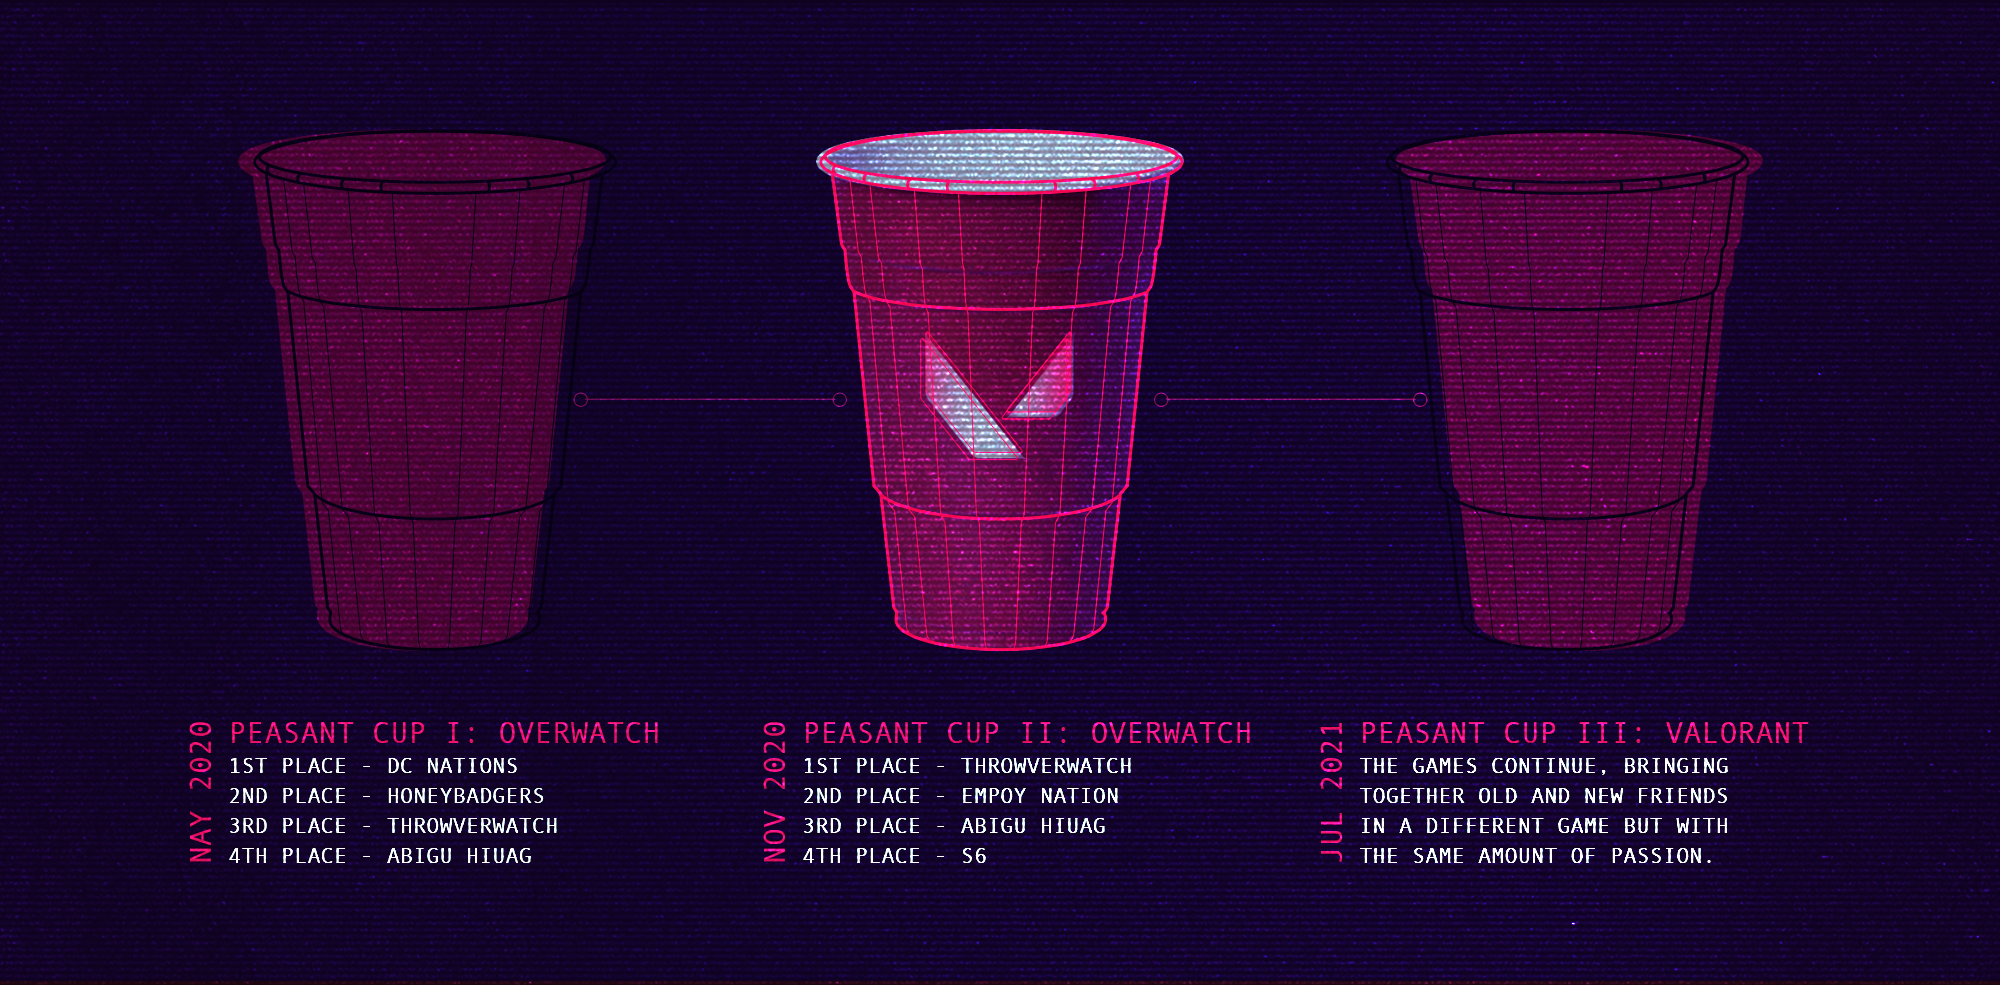 NAY 2020
PEASANT CUP I: OVERWATCH
1ST PLACE - DC NATIONS
2ND PLACE - HONEYBADGERS
3RD PLACE - THROWVERWATCH
4TH PLACE - ABIGU HIUAG
NOV 2020
PEASANT CUP II: OVERWATCH
1ST PLACE - THROWVERWATCH
2ND PLACE - EMPOY NATION
3RD PLACE - ABIGU HIUAG
4TH PLACE - S6
JUL 2021
PEASANT CUP III: VALORANT
THE GAMES CONTINUE, BRINGING
TOGETHER OLD AND NEW FRIENDS
IN A DIFFERENT GAME BUT WITH
THE SAME AMOUNT OF PASSION.